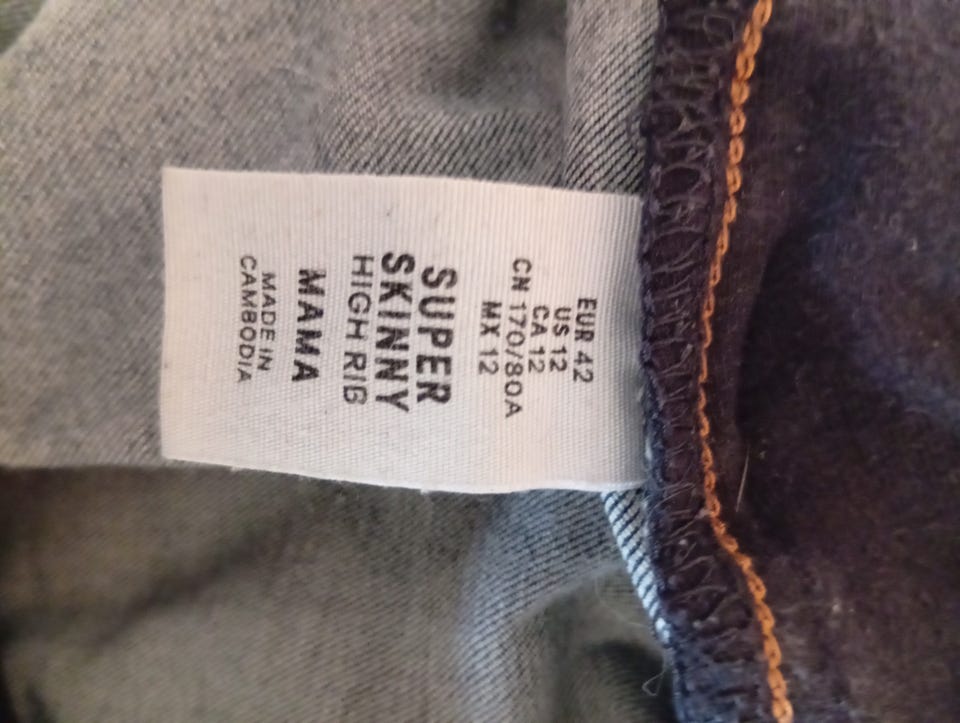 EUR 42
US 12
CA 12
CN 170/80A
MX 12
SUPER
SKINNY
HIGH RIB
MAMA
MADE IN
CAMBODIA